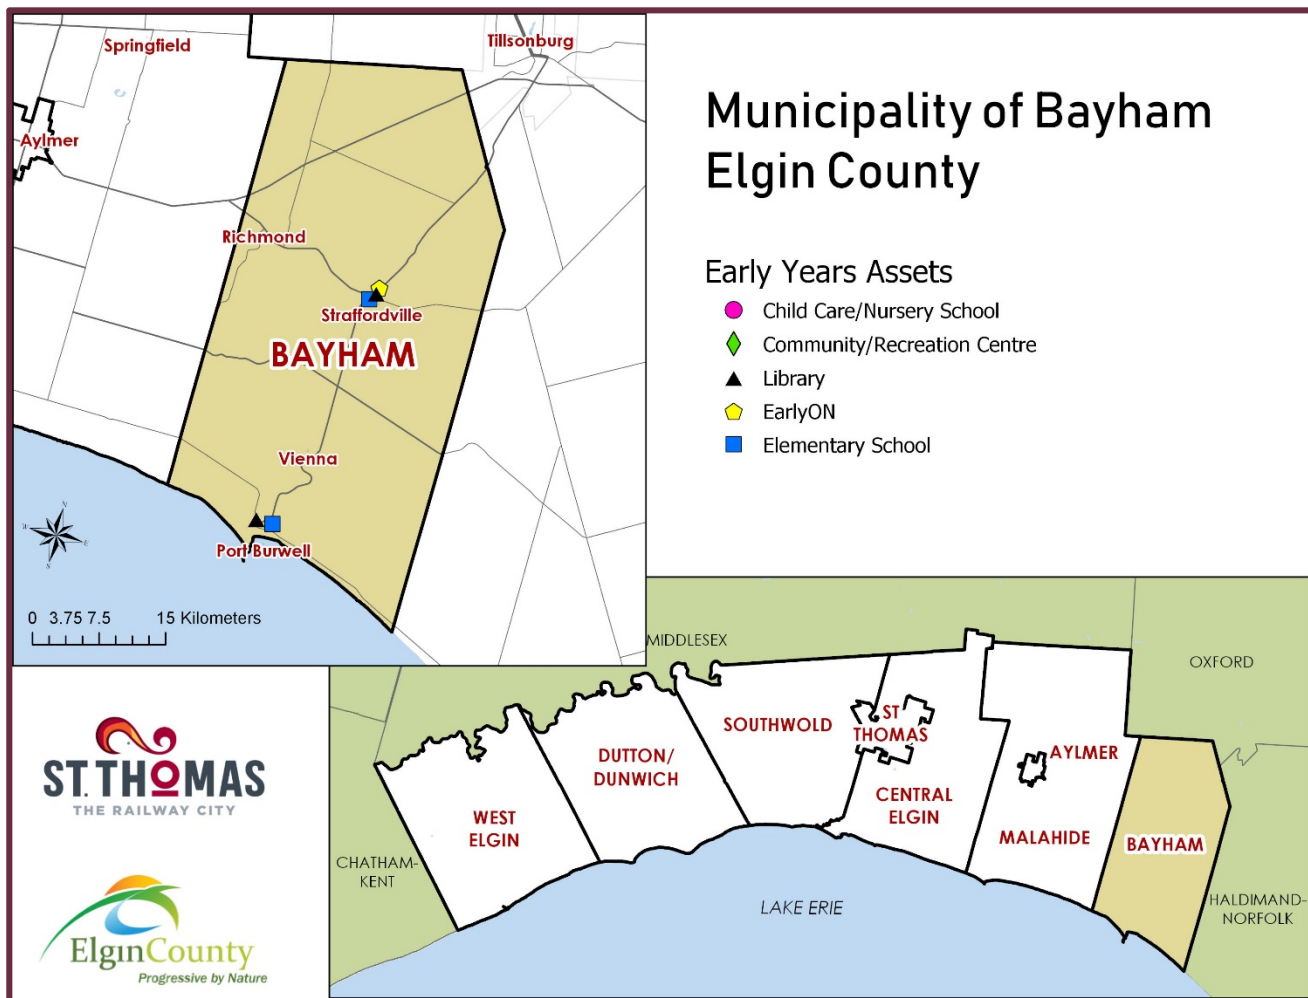 Springfield
Tillsonburg
Aylmer
Richmond
Straffordville
BAYHAM
Vienna
Port Burwell
N
W
E
S
0 3.75 7.5 15 Kilometers
Municipality of Bayham
Elgin County
Early Years Assets
Child Care/Nursery School
Community/Recreation Centre
Library
EarlyON
Elementary School
MIDDLESEX
OXFORD
SOUTHWOLD
ST
THOMAS
DUTTON/
DUNWICH
AYLMER
WEST
ELGIN
CENTRAL
ELGIN
MALAHIDE
BAYHAM
CHATHAM-
KENT
HALDIMAND-
NORFOLK
LAKE ERIE
ST. THOMAS
THE RAILWAY CITY
ElginCounty
Progressive by Nature